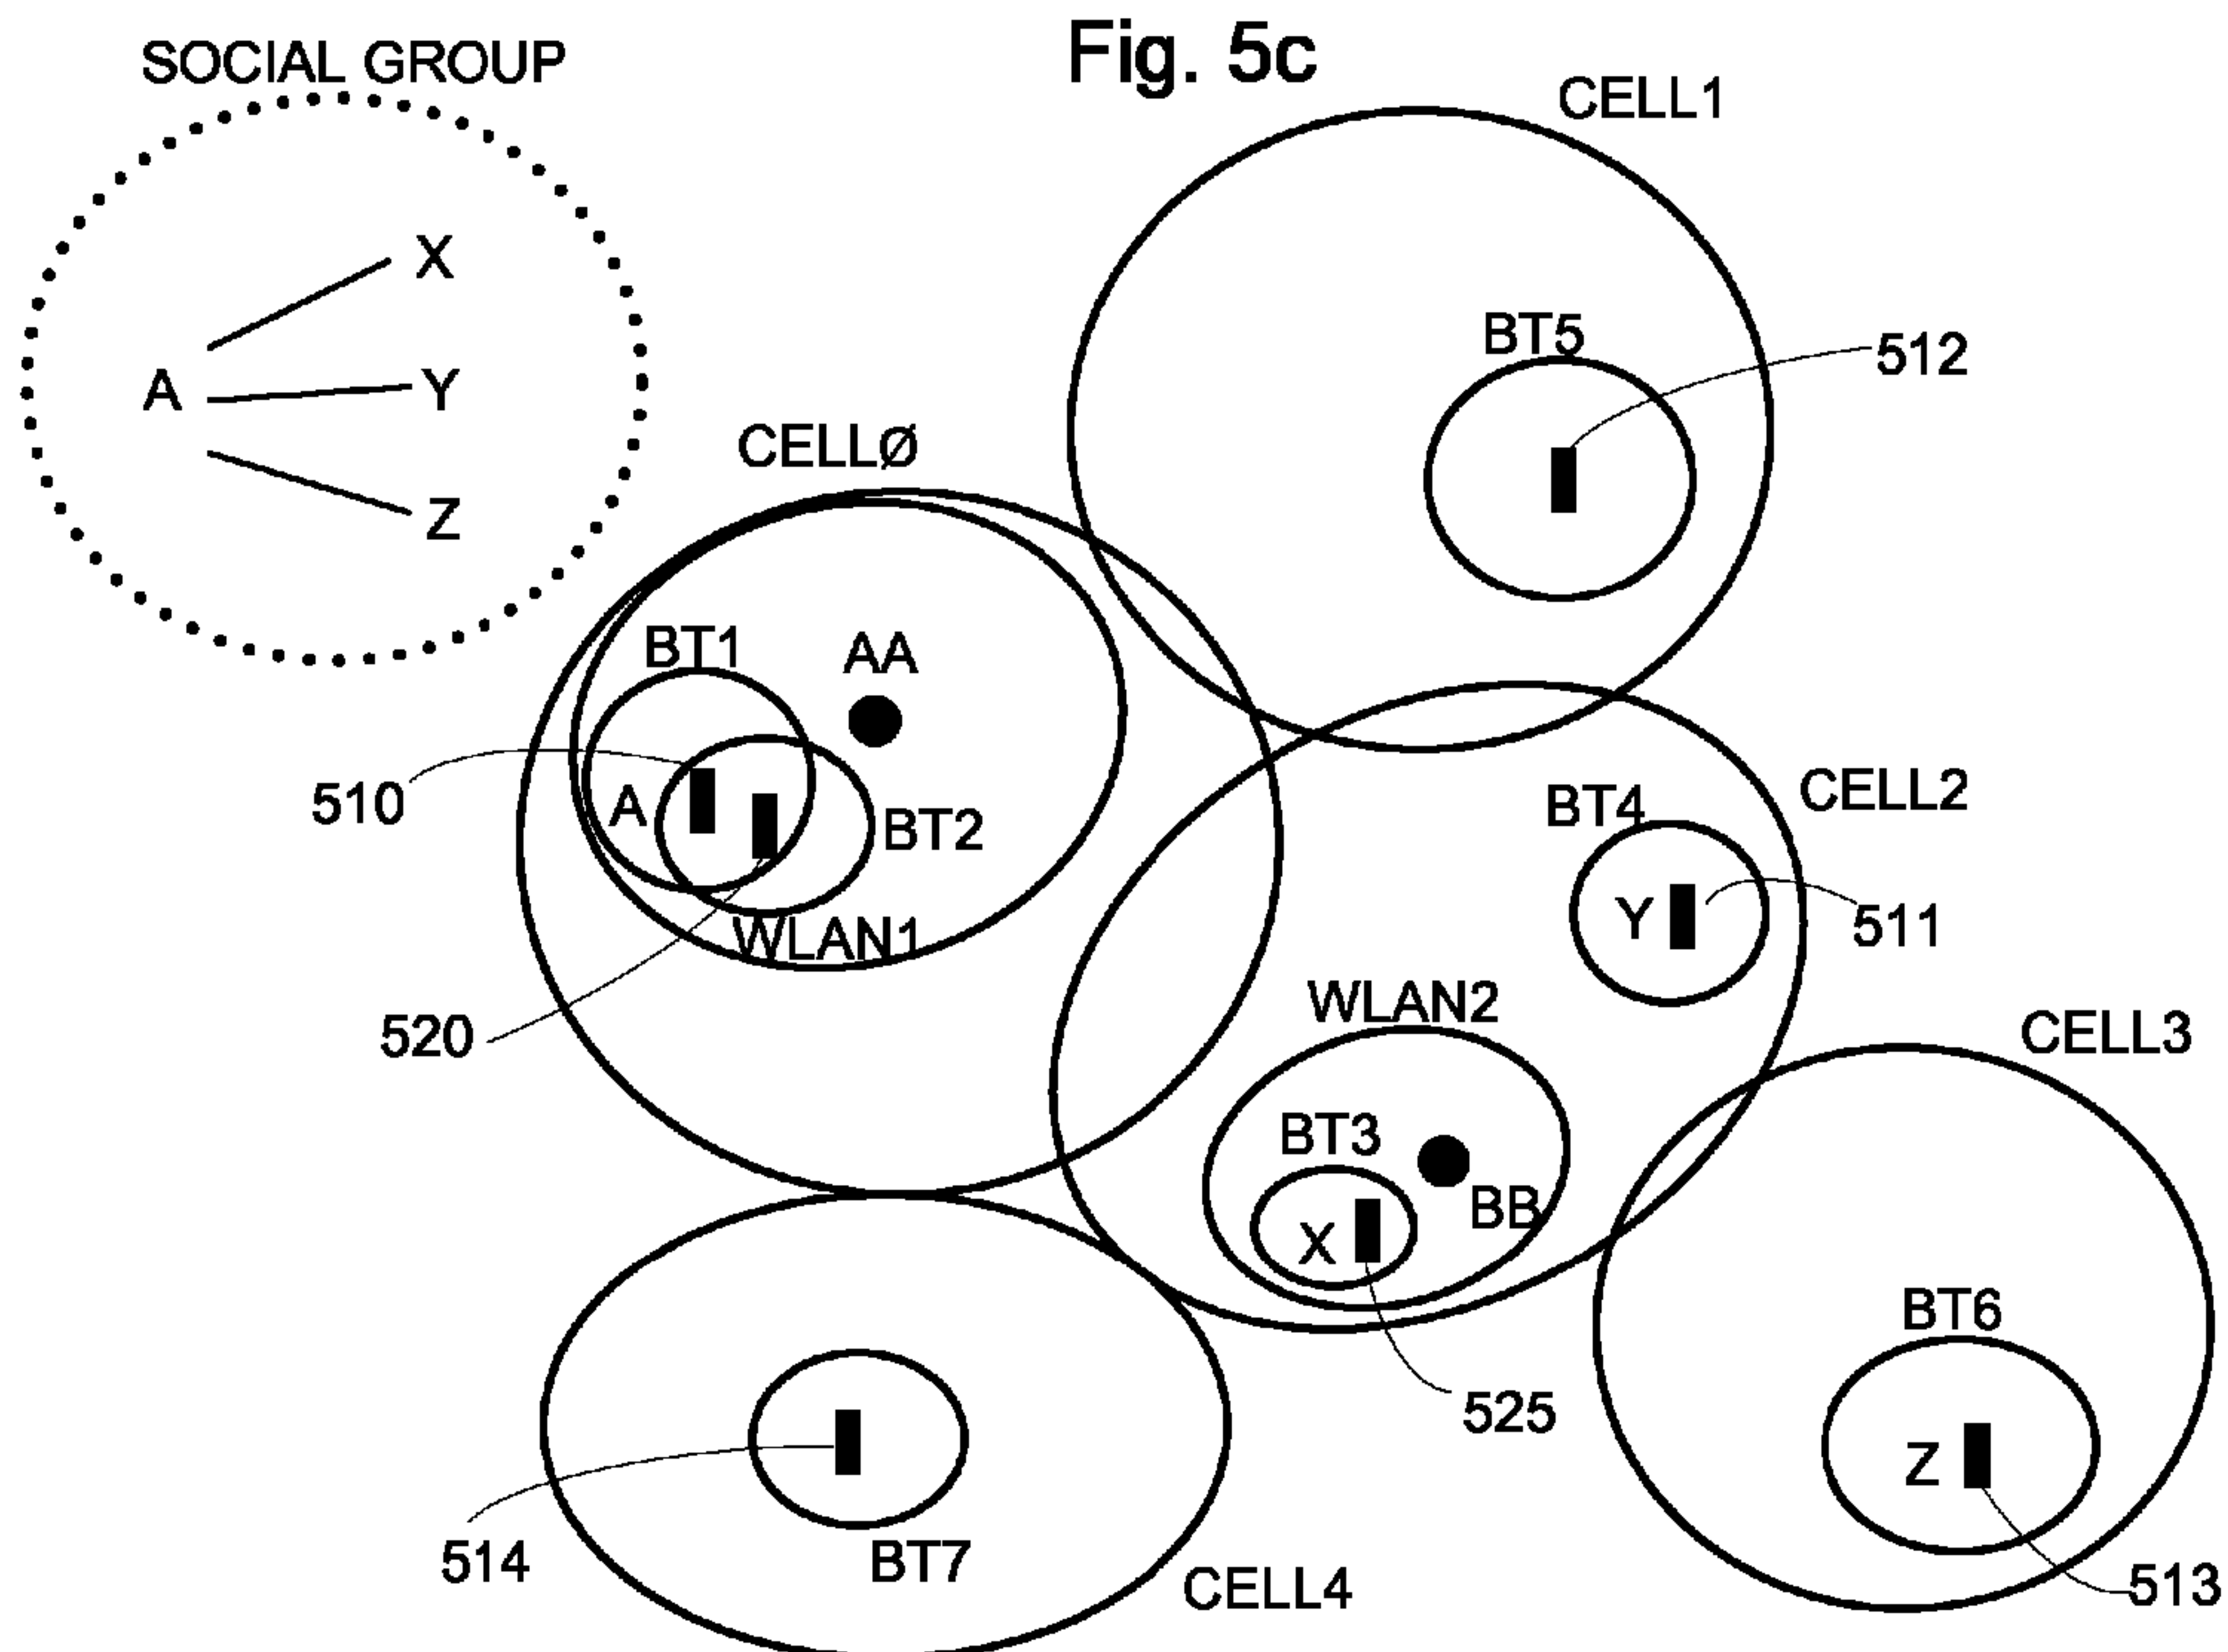 Fig. 5c
SOCIAL GROUP
CELL1
X
BT5
512
A
Y
CELLØ
Z
BT1
AA
CELL2
510
A
BT2
BT4
Y
511
WLAN1
WLAN2
520
CELL3
BT3
BB
X
BT6
525
Z
514
BT7
CELL4
513